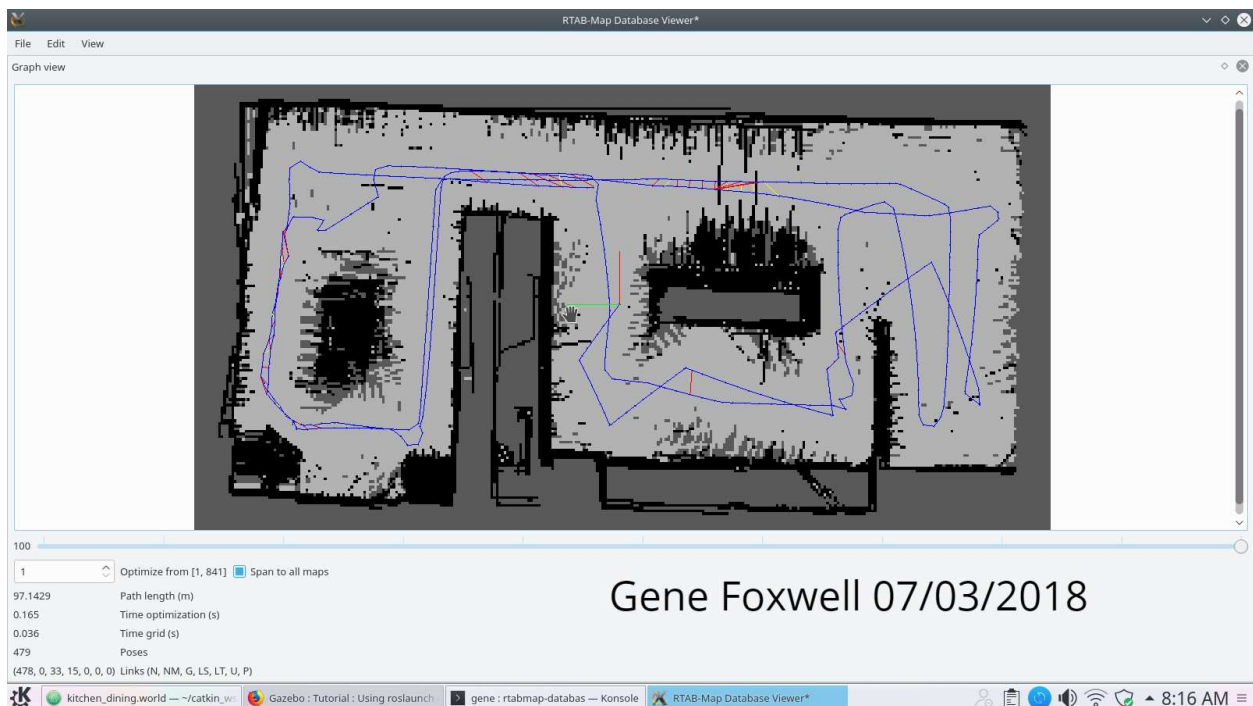 RTAB-Map Database Viewer*
File Edit View
Graph view
100
1 Optimize from [1, 841] Span to all maps
97.1429 Path length (m)
0.165 Time optimization (s)
0.036 Time grid (s)
479 Poses
(478, 0, 33, 15, 0, 0, 0) Links (N, NM, G, LS, LT, U, P)
Gene Foxwell 07/03/2018
kitchen_dining.world — ~/catkin_ws Gazebo : Tutorial : Using roslaunch gene : rtabmap-databas — Konsole RTAB-Map Database Viewer* 8:16 AM